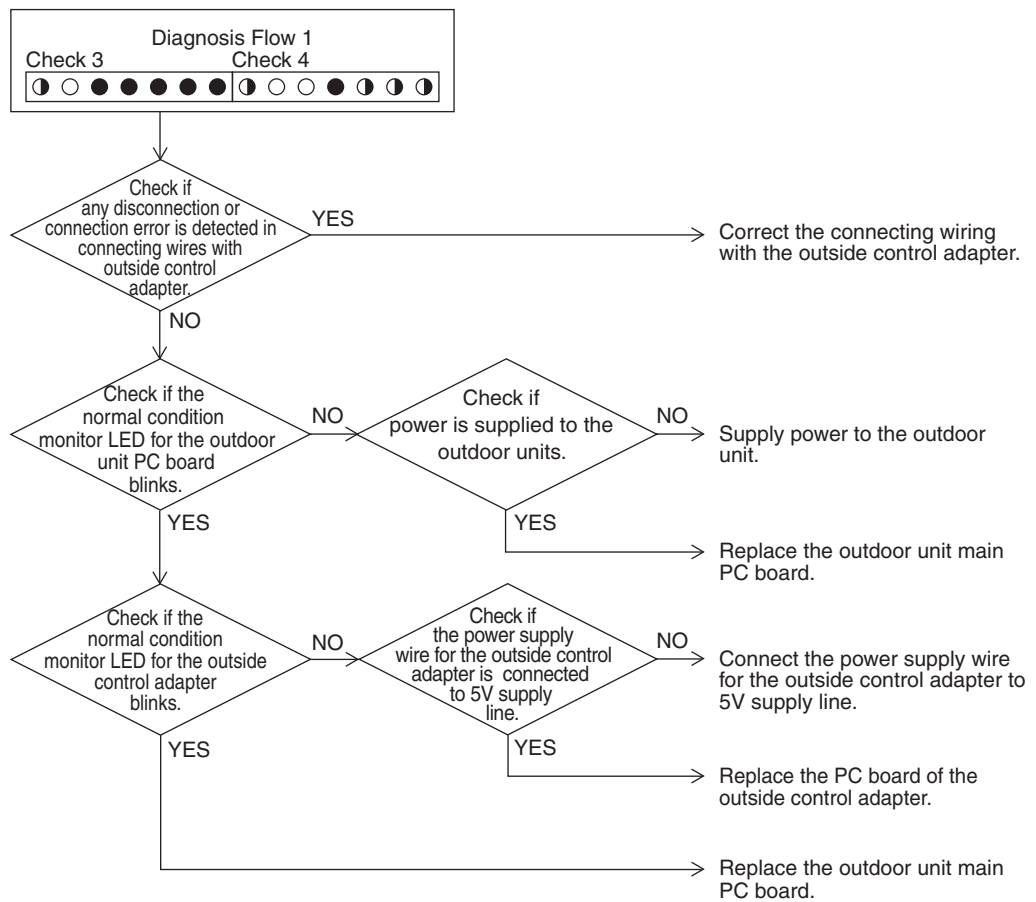 Diagnosis Flow 1
Check 3
Check 4
Check if
any disconnection or
connection error is detected in
connecting wires with
outside control
adapter.
YES
Correct the connecting wiring
with the outside control adapter.
NO
Check if the
normal condition
monitor LED for the outdoor
unit PC board
blinks.
NO
Check if
power is supplied to the
outdoor units.
NO
Supply power to the outdoor
unit.
YES
YES
Replace the outdoor unit main
PC board.
Check if the
normal condition
monitor LED for the outside
control adapter
blinks.
NO
Check if
the power supply
wire for the outside control
adapter is connected
to 5V supply
line.
NO
Connect the power supply wire
for the outside control adapter to
5V supply line.
YES
YES
Replace the PC board of the
outside control adapter.
Replace the outdoor unit main
PC board.